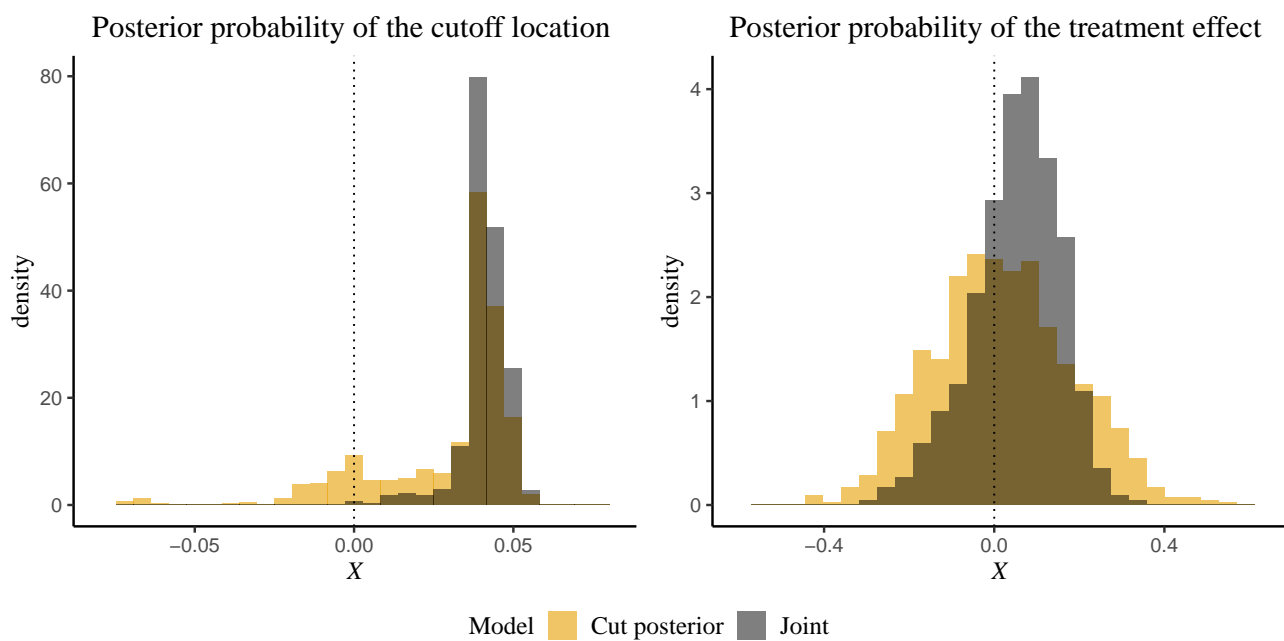 Posterior probability of the cutoff location
density
80
60
40
20
0
−0.05
0.00
0.05
X
Posterior probability of the treatment effect
density
4
3
2
1
0
−0.4
0.0
0.4
X
Model Cut posterior Joint